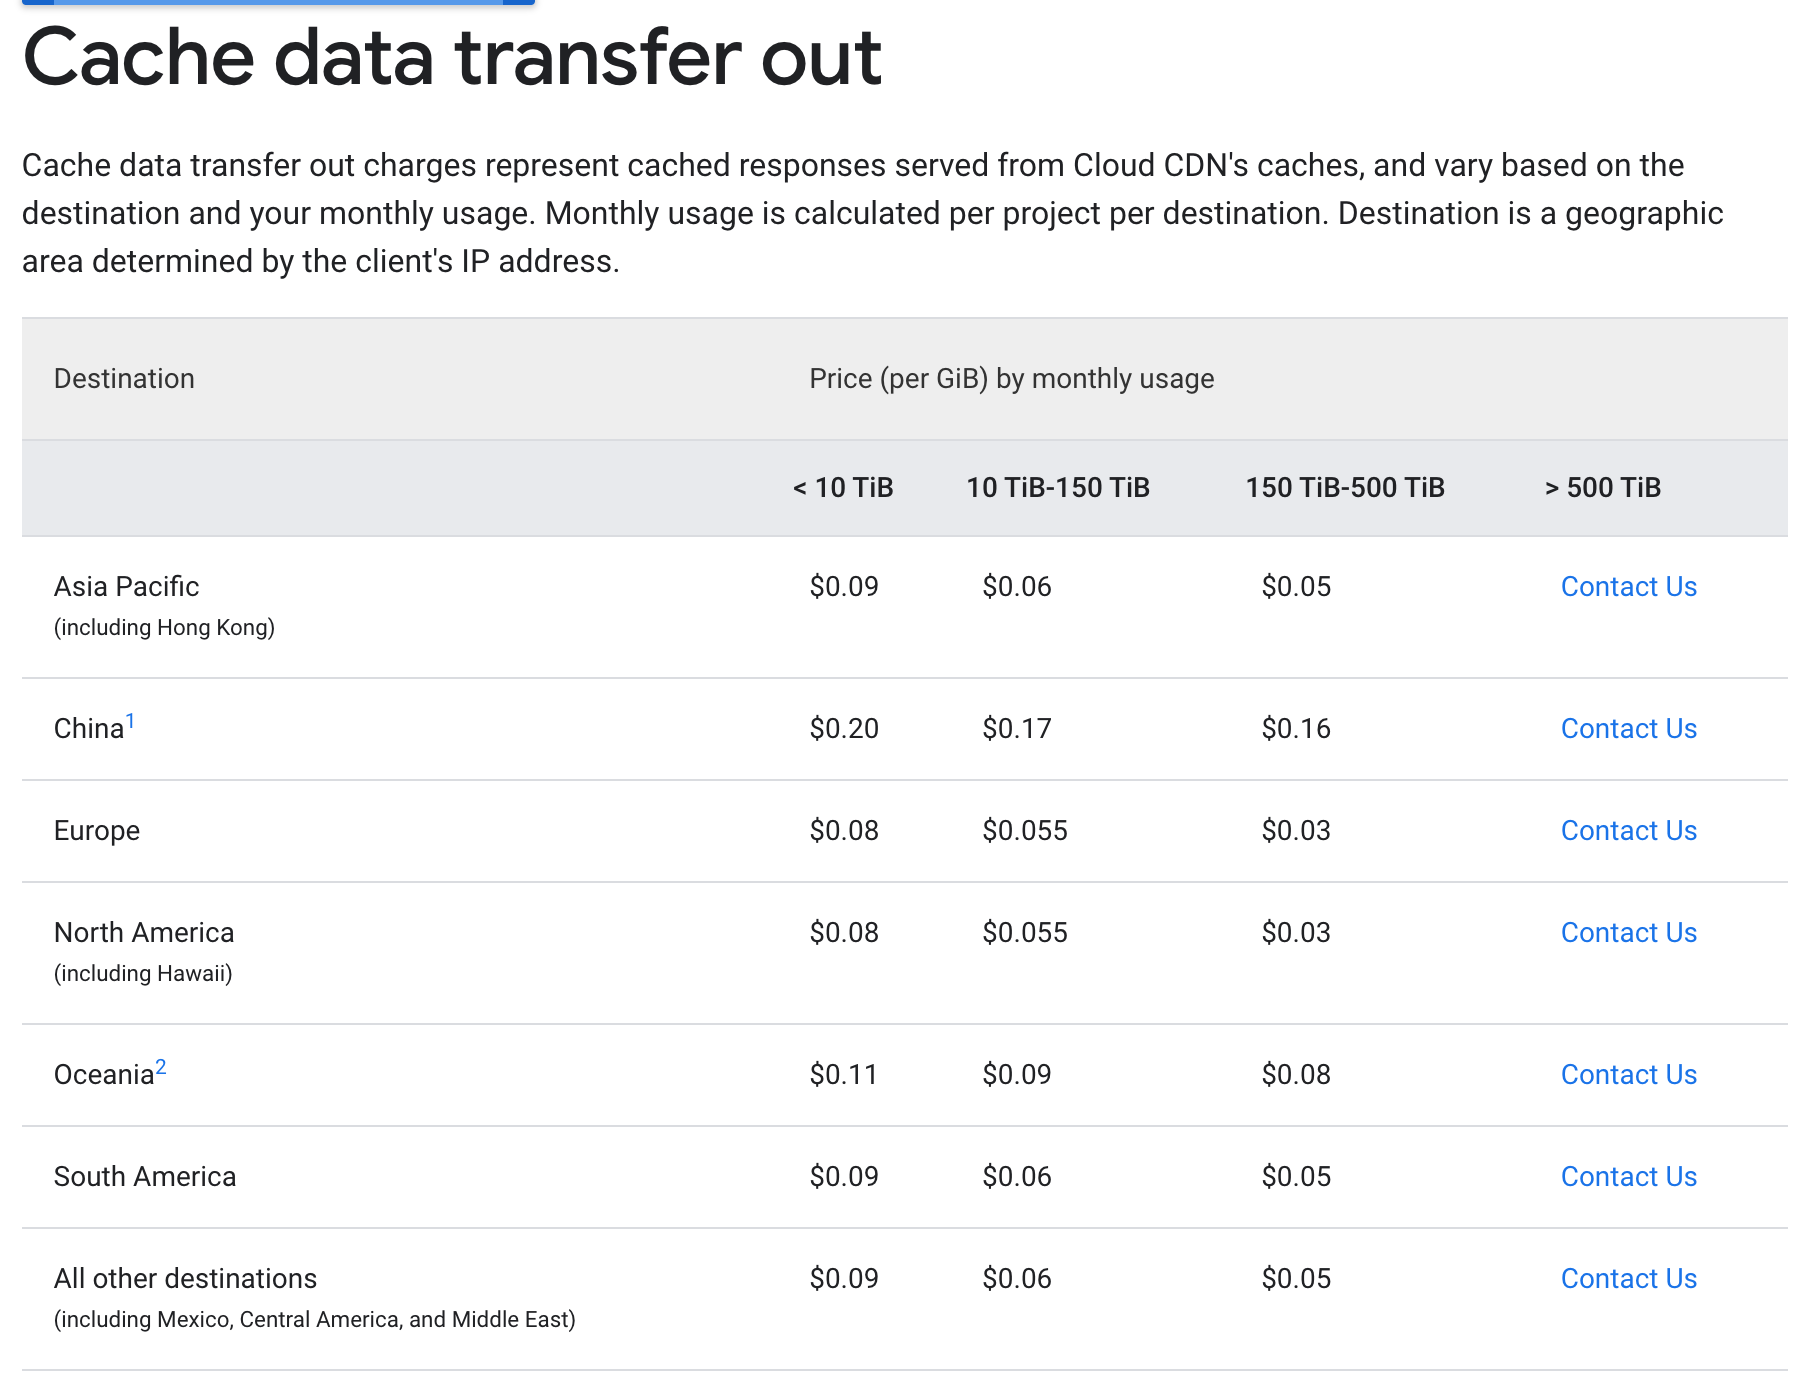 Cache data transfer out
Cache data transfer out charges represent cached responses served from Cloud CDN's caches, and vary based on the
destination and your monthly usage. Monthly usage is calculated per project per destination. Destination is a geographic
area determined by the client's IP address.
Destination Price (per GiB) by monthly usage
< 10 TiB 10 TiB-150 TiB 150 TiB-500 TiB > 500 TiB
Asia Pacific $0.09 $0.06 $0.05 Contact Us
(including Hong Kong)
China1 $0.20 $0.17 $0.16 Contact Us
Europe $0.08 $0.055 $0.03 Contact Us
North America $0.08 $0.055 $0.03 Contact Us
(including Hawaii)
Oceania2 $0.11 $0.09 $0.08 Contact Us
South America $0.09 $0.06 $0.05 Contact Us
All other destinations $0.09 $0.06 $0.05 Contact Us
(including Mexico, Central America, and Middle East)